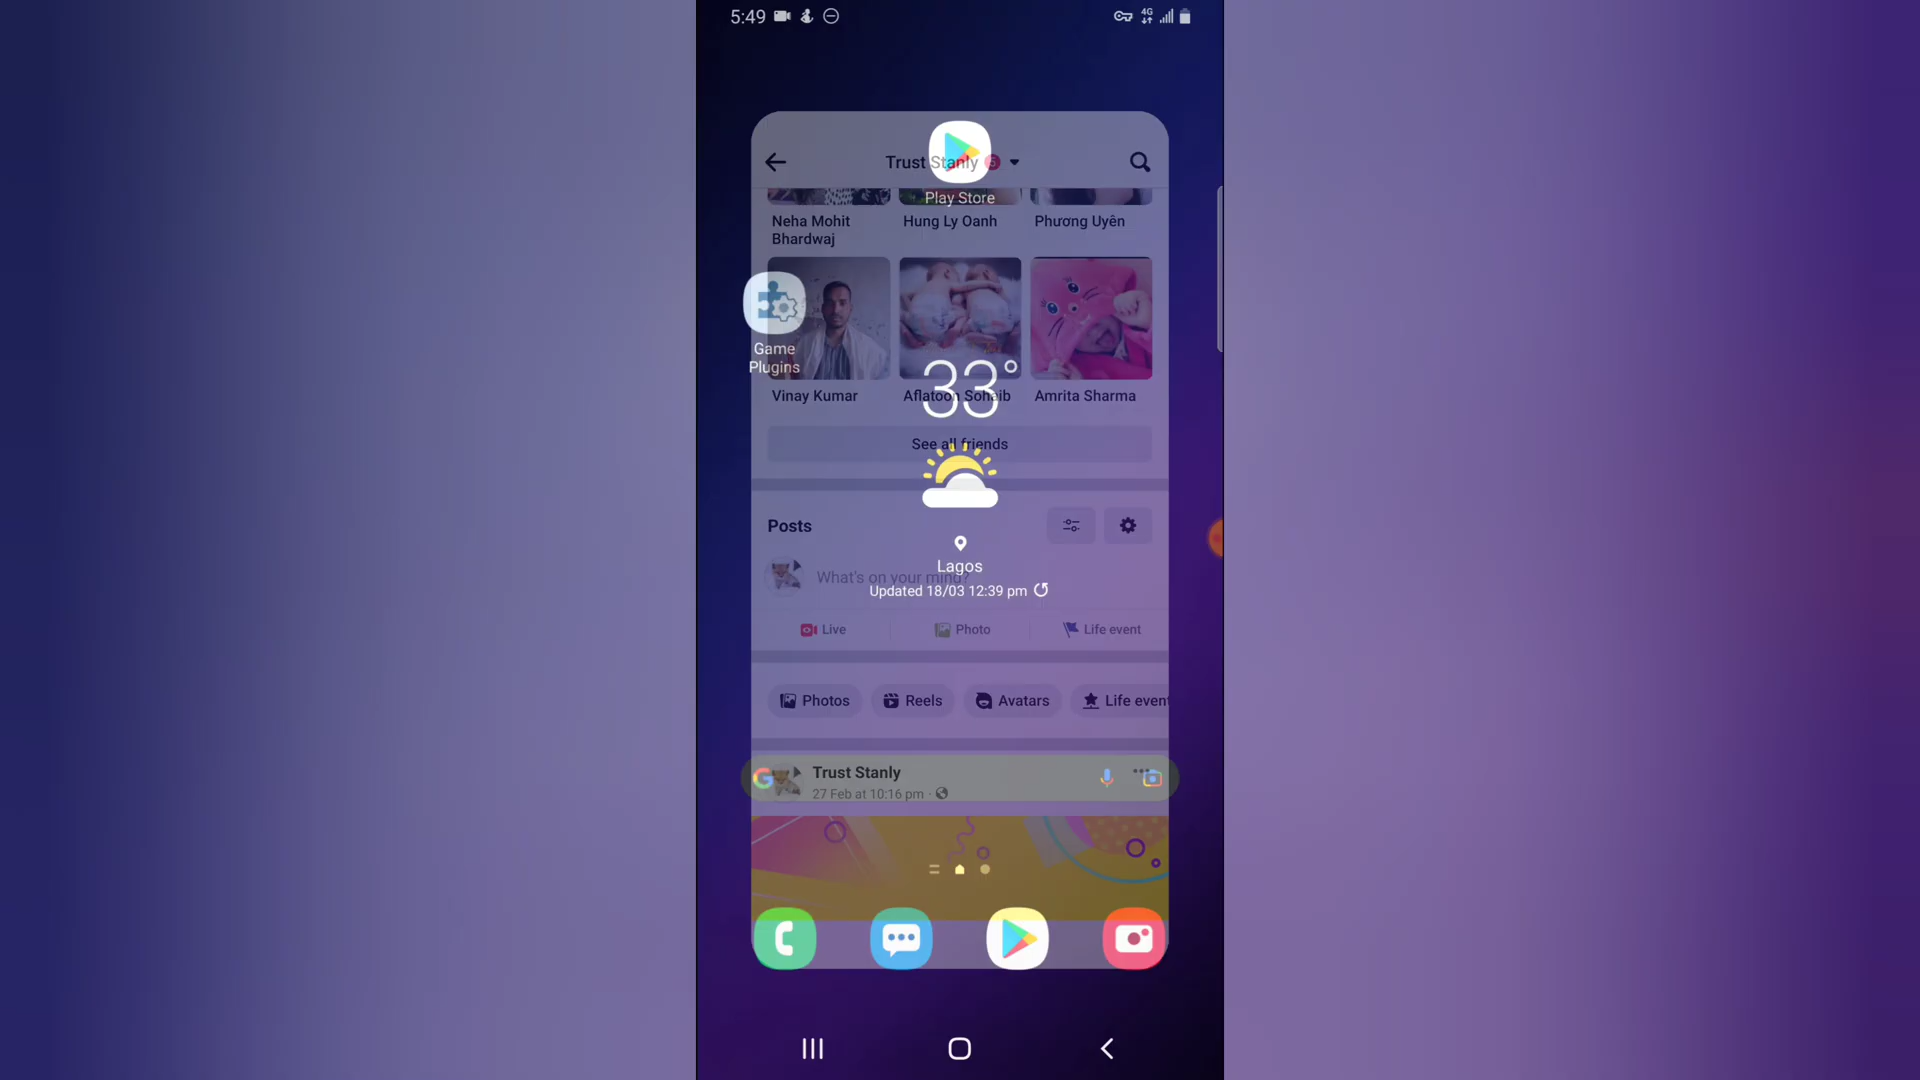 5:49
4G
Trust Stanly
Play Store
Neha Mohit
Bhardwaj
Hung Ly Oanh
Phương Uyên
Game
Plugins
33°
Vinay Kumar
Aflatoon Sohaib
Amrita Sharma
See all friends
Posts
Lagos
What's on your mind?
Updated 18/03 12:39 pm
Live
Photo
Life event
Photos
Reels
Avatars
Life event
G
Trust Stanly
27 Feb at 10:16 pm ·